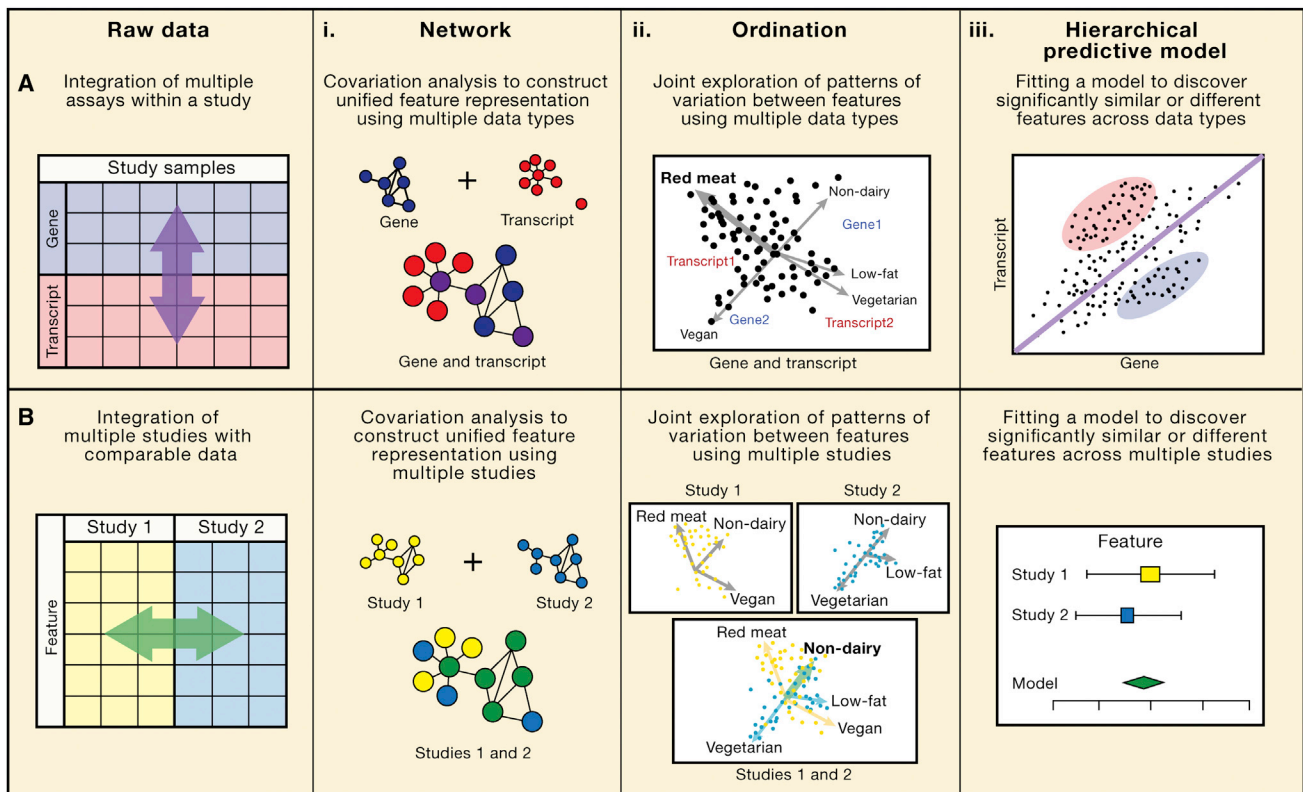 Raw data
i. Network
ii. Ordination
iii. Hierarchical
predictive model
A
Integration of multiple
assays within a study
Covariation analysis to construct
unified feature representation
using multiple data types
Joint exploration of patterns of
variation between features
using multiple data types
Fitting a model to discover
significantly similar or different
features across data types
Study samples
Gene
Transcript
+
Gene
Transcript
Gene and transcript
Red meat
Non-dairy
Gene1
Transcript1
Low-fat
Vegetarian
Gene2
Transcript2
Vegan
Gene and transcript
Transcript
Gene
B
Integration of
multiple studies with
comparable data
Covariation analysis to
construct unified feature
representation using
multiple studies
Joint exploration of patterns of
variation between features
using multiple studies
Fitting a model to discover
significantly similar or different
features across multiple studies
Study 1
Study 2
Feature
+
Study 1
Study 2
Studies 1 and 2
Study 1
Study 2
Red meat
Non-dairy
Vegan
Non-dairy
Low-fat
Vegetarian
Red meat
Non-dairy
Low-fat
Vegan
Vegetarian
Studies 1 and 2
Feature
Study 1
Study 2
Model